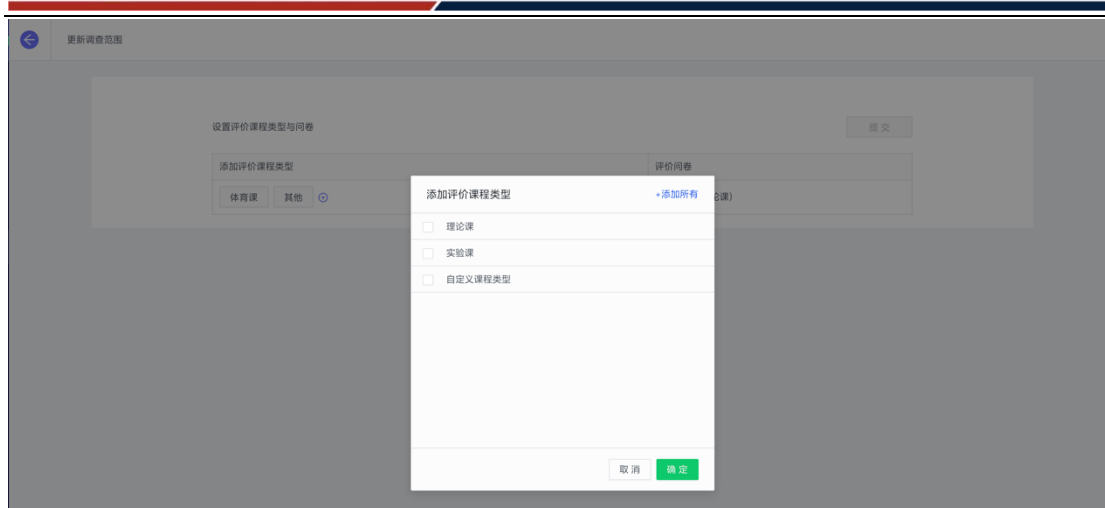 更新调查范围
设置评价课程类型与问卷
提 交
添加评价课程类型
评价问卷
体育课
其他
论课)
添加评价课程类型
+添加所有
理论课
实验课
自定义课程类型
取 消
确 定